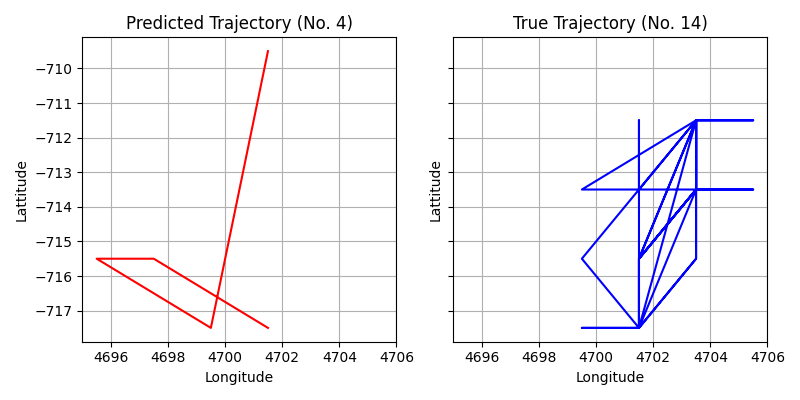 Predicted Trajectory (No. 4)
True Trajectory (No. 14)
−710
−711
−712
−713
−714
−715
−716
−717
Lattitude
Lattitude
4696 4698 4700 4702 4704 4706
4696 4698 4700 4702 4704 4706
Longitude
Longitude